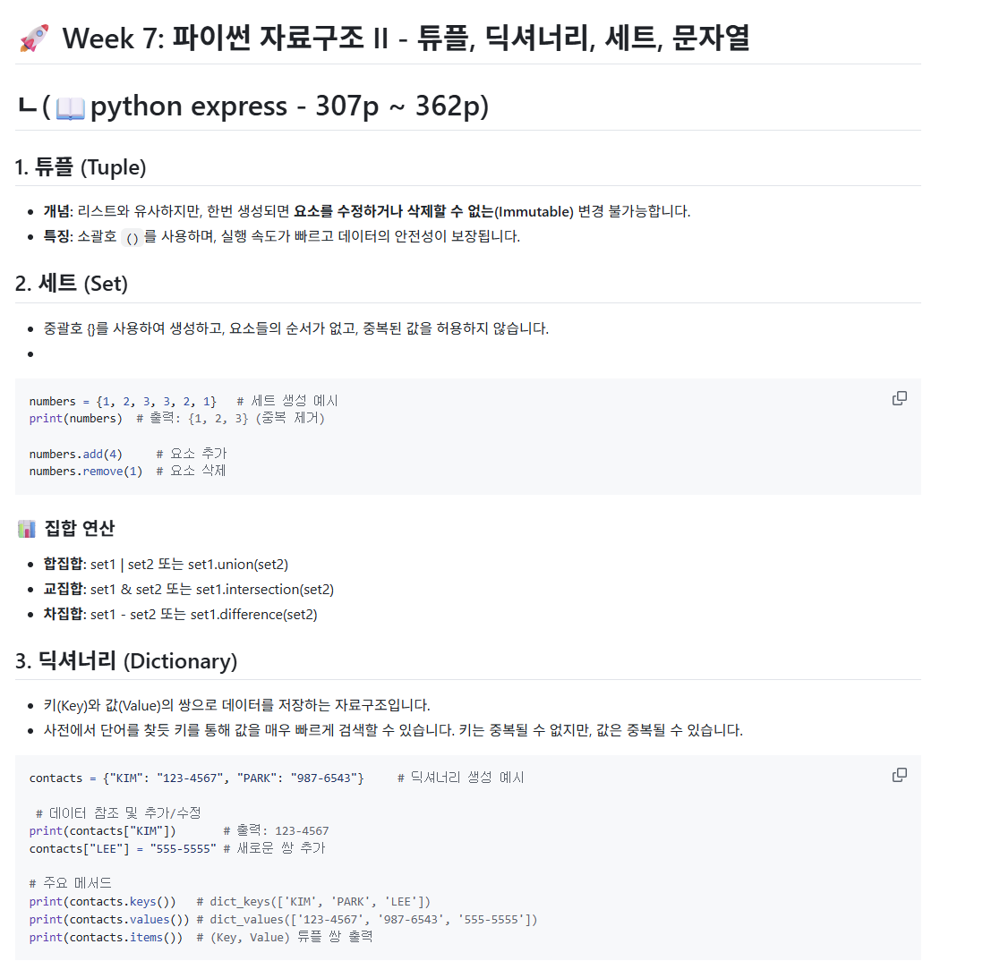 🚀 Week 7: 파이썬 자료구조 II - 튜플, 딕셔너리, 세트, 문자열
ㄴ(📖python express - 307p ~ 362p)
1. 튜플 (Tuple)
• 개념: 리스트와 유사하지만, 한번 생성되면 요소를 수정하거나 삭제할 수 없는(Immutable) 변경 불가능합니다.
• 특징: 소괄호 ()를 사용하며, 실행 속도가 빠르고 데이터의 안전성이 보장됩니다.
2. 세트 (Set)
• 중괄호 {}를 사용하여 생성하고, 요소들의 순서가 없고, 중복된 값을 허용하지 않습니다.
•
numbers = {1, 2, 3, 3, 2, 1}   # 세트 생성 예시
print(numbers)  # 출력: {1, 2, 3} (중복 제거)
numbers.add(4)     # 요소 추가
numbers.remove(1)  # 요소 삭제
📊 집합 연산
• 합집합: set1 | set2 또는 set1.union(set2)
• 교집합: set1 & set2 또는 set1.intersection(set2)
• 차집합: set1 - set2 또는 set1.difference(set2)
3. 딕셔너리 (Dictionary)
• 키(Key)와 값(Value)의 쌍으로 데이터를 저장하는 자료구조입니다.
• 사전에서 단어를 찾듯 키를 통해 값을 매우 빠르게 검색할 수 있습니다. 키는 중복될 수 없지만, 값은 중복될 수 있습니다.
contacts = {"KIM": "123-4567", "PARK": "987-6543"}     # 딕셔너리 생성 예시
 # 데이터 참조 및 추가/수정
print(contacts["KIM"])       # 출력: 123-4567
contacts["LEE"] = "555-5555" # 새로운 쌍 추가
# 주요 메서드
print(contacts.keys())   # dict_keys(['KIM', 'PARK', 'LEE'])
print(contacts.values()) # dict_values(['123-4567', '987-6543', '555-5555'])
print(contacts.items())  # (Key, Value) 튜플 쌍 출력